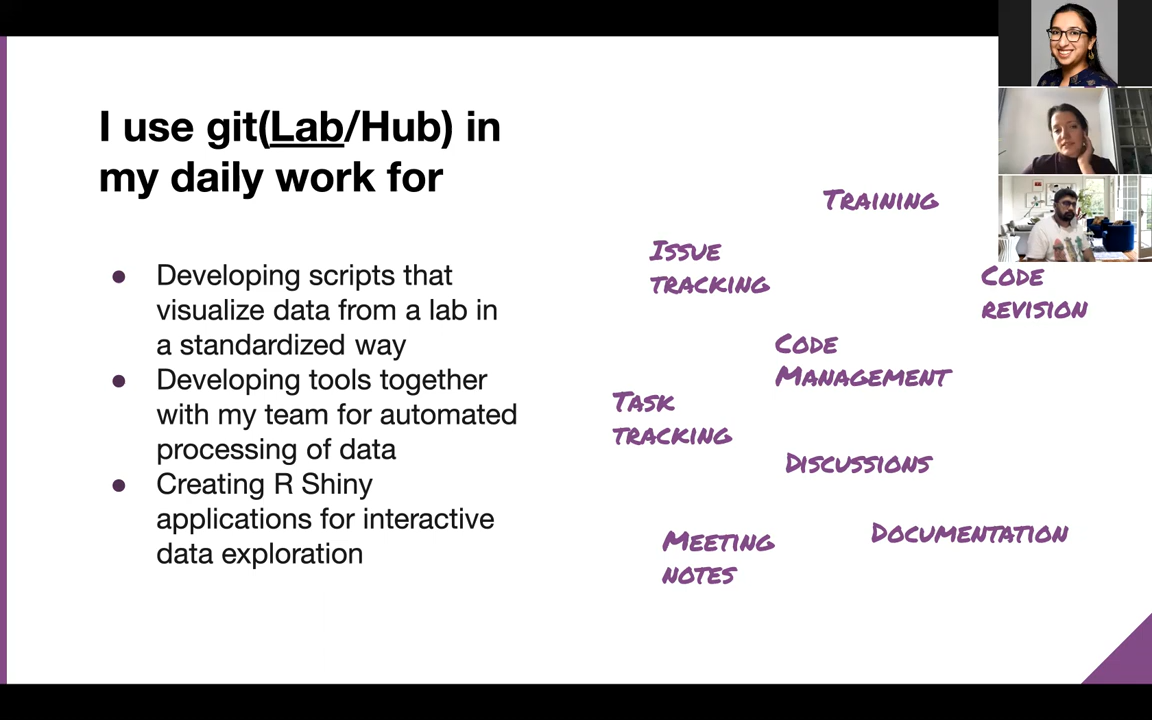 I use git(Lab/Hub) in
my daily work for
● Developing scripts that
visualize data from a lab in
a standardized way
● Developing tools together
with my team for automated
processing of data
● Creating R Shiny
applications for interactive
data exploration
Training
Issue
tracking
Code
revision
Code
Management
Task
tracking
Discussions
Meeting
notes
Documentation